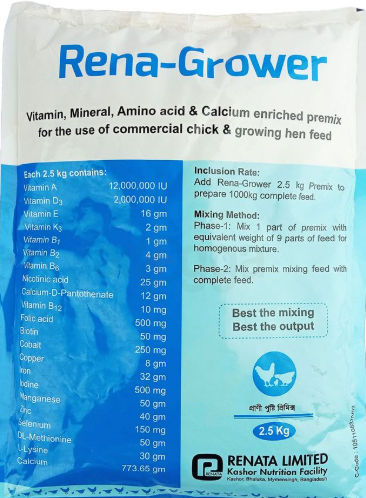 Rena-Grower
Vitamin, Mineral, Amino acid & Calcium enriched premix
for the use of commercial chick & growing hen feed
Each 2.5 kg contains:
Vitamin A 12,000,000 IU
Vitamin D3 2,000,000 IU
Vitamin E 16 gm
Vitamin K3 2 gm
Vitamin B1 1 gm
Vitamin B2 4 gm
Vitamin B6 3 gm
Nicotinic acid 25 gm
Calcium-D-Pantothenate 12 gm
Vitamin B12 10 mg
Folic acid 500 mg
Biotin 50 mg
Cobalt 250 mg
Copper 8 gm
Iron 32 gm
Iodine 500 mg
Manganese 50 gm
Zinc 40 gm
Selenium 150 mg
DL-Methionine 50 gm
L-Lysine 30 gm
Calcium 773.65 gm
Inclusion Rate:
Add Rena-Grower 2.5 kg Premix to
prepare 1000kg complete feed.
Mixing Method:
Phase-1: Mix 1 part of premix with
equivalent weight of 9 parts of feed for
homogenous mixture.
Phase-2: Mix premix mixing feed with
complete feed.
Best the mixing
Best the output
প্রাণী পুষ্টি প্রিমিক্স
2.5 Kg
RENATA LIMITED
Kashor Nutrition Facility
Kashor, Bhaluka, Mymensingh, Bangladesh